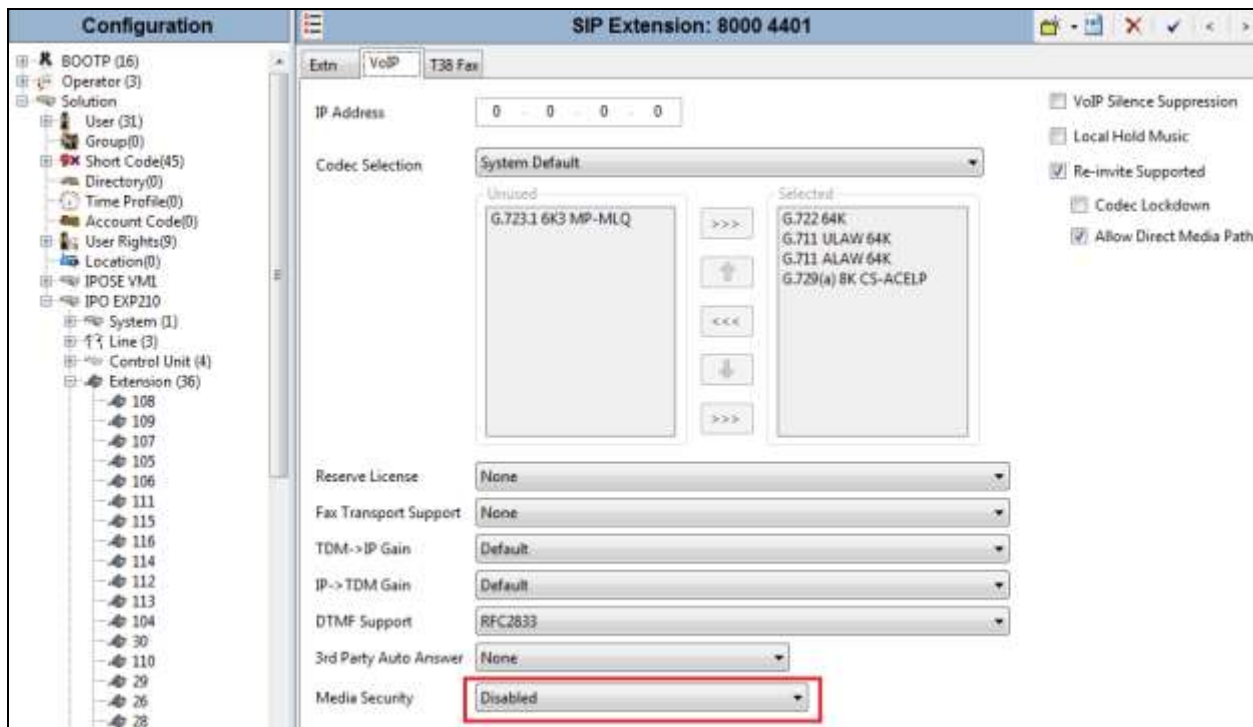 Configuration
BOOTP (16)
Operator (3)
Solution
User (31)
Group(0)
Short Code(45)
Directory(0)
Time Profile(0)
Account Code(0)
User Rights(9)
Location(0)
IPOSE VM1
IPO EXP210
System (1)
Line (3)
Control Unit (4)
Extension (36)
108
109
107
105
106
111
115
116
114
112
113
104
30
110
29
26
28
SIP Extension: 8000 4401
Extn VoIP T38 Fax
IP Address 0 . 0 . 0 . 0
Codec Selection System Default
Unused
G.723.1 6K3 MP-MLQ
>>>
<<<
>>>
Selected
G.722 64K
G.711 ULAW 64K
G.711 ALAW 64K
G.729(a) 8K CS-ACELP
Reserve License None
Fax Transport Support None
TDM->IP Gain Default
IP->TDM Gain Default
DTMF Support RFC2833
3rd Party Auto Answer None
Media Security Disabled
VoIP Silence Suppression
Local Hold Music
Re-invite Supported
Codec Lockdown
Allow Direct Media Path